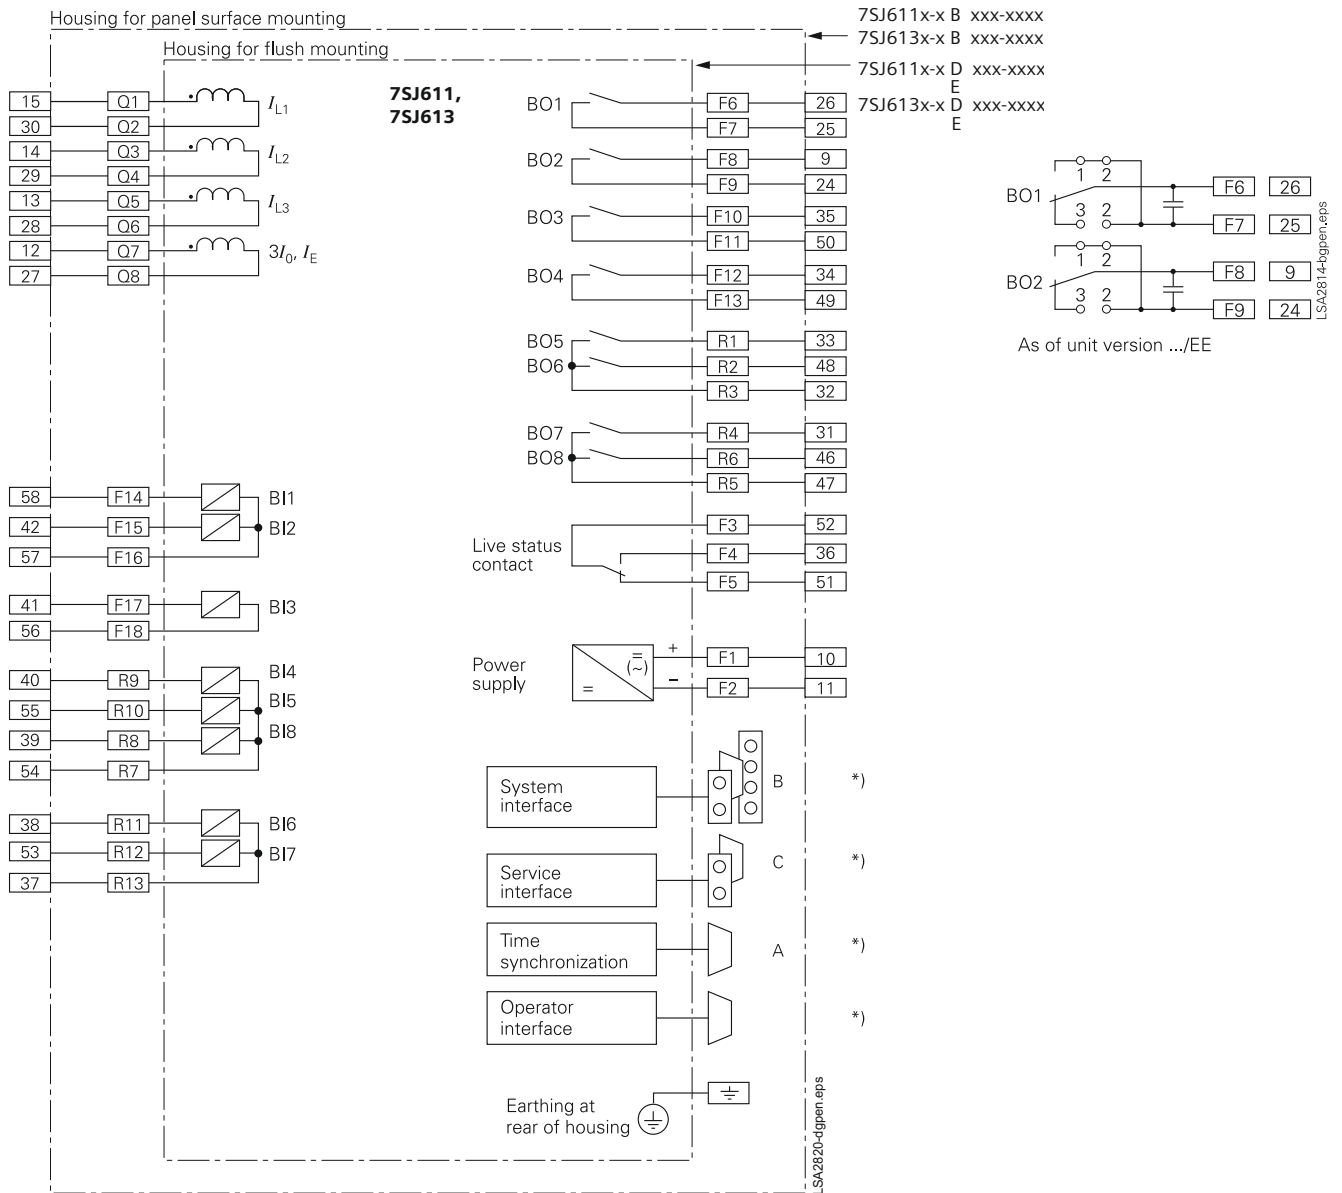 Housing for panel surface mounting
7SJ611x-x B xxx-xxxx
7SJ613x-x B xxx-xxxx
Housing for flush mounting
7SJ611x-x D xxx-xxxx
E
7SJ613x-x D xxx-xxxx
E
7SJ611,
7SJ613
15 Q1 I L1
30 Q2
14 Q3 I L2
29 Q4
13 Q5 I L3
28 Q6
12 Q7 3I0, IE
27 Q8
58 F14 BI1
42 F15 BI2
57 F16
41 F17 BI3
56 F18
40 R9 BI4
55 R10 BI5
39 R8 BI8
54 R7
38 R11 BI6
53 R12 BI7
37 R13
BO1 F6 26
F7 25
BO2 F8 9
F9 24
BO3 F10 35
F11 50
BO4 F12 34
F13 49
BO5 R1 33
BO6 R2 48
R3 32
BO7 R4 31
BO8 R6 46
R5 47
F3 52
Live status
contact
F4 36
F5 51
Power
supply
= (~) =
+ F1 10
– F2 11
System
interface
B *)
Service
interface
C *)
Time
synchronization
A *)
Operator
interface
*)
Earthing at
rear of housing
LSA2820-dgpen.eps
1 2
BO1 F6 26
3 2 F7 25
1 2
BO2 F8 9
3 2 F9 24
As of unit version .../EE
LSA2814-bgpen.eps